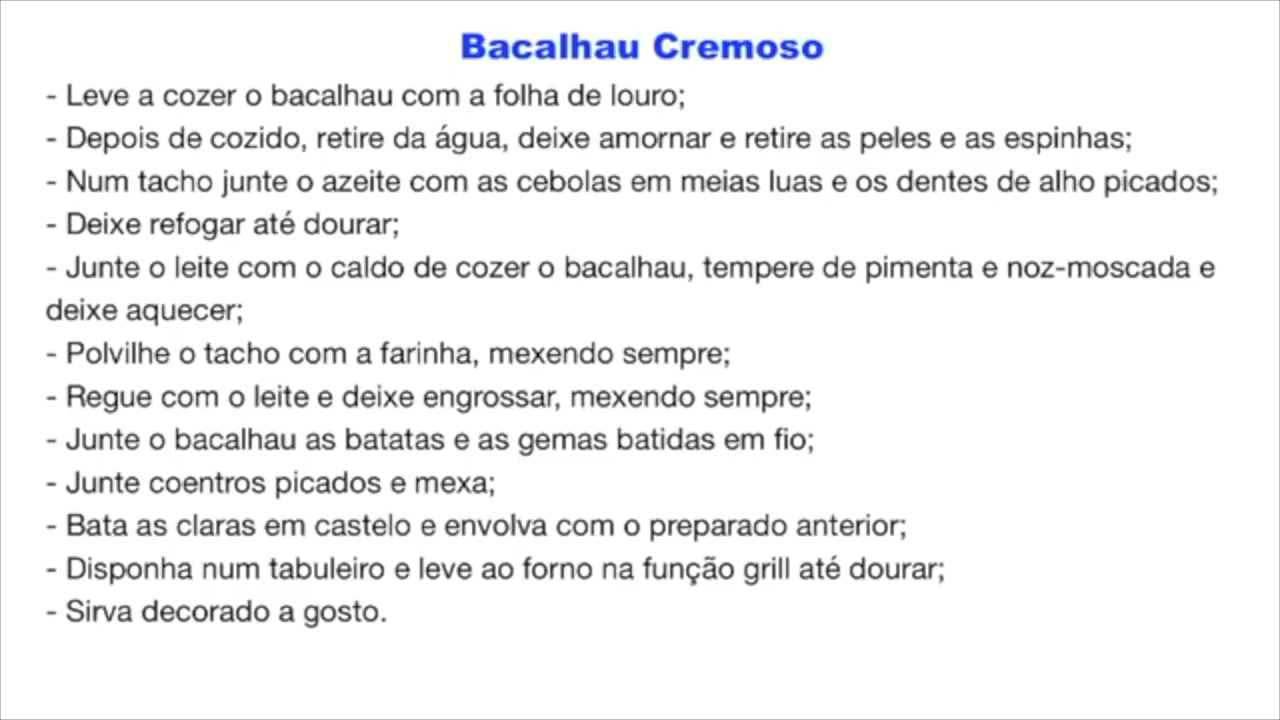 Bacalhau Cremoso
- Leve a cozer o bacalhau com a folha de louro;
- Depois de cozido, retire da água, deixe amornar e retire as peles e as espinhas;
- Num tacho junte o azeite com as cebolas em meias luas e os dentes de alho picados;
- Deixe refogar até dourar;
- Junte o leite com o caldo de cozer o bacalhau, tempere de pimenta e noz-moscada e
deixe aquecer;
- Polvilhe o tacho com a farinha, mexendo sempre;
- Regue com o leite e deixe engrossar, mexendo sempre;
- Junte o bacalhau as batatas e as gemas batidas em fio;
- Junte coentros picados e mexa;
- Bata as claras em castelo e envolva com o preparado anterior;
- Disponha num tabuleiro e leve ao forno na função grill até dourar;
- Sirva decorado a gosto.